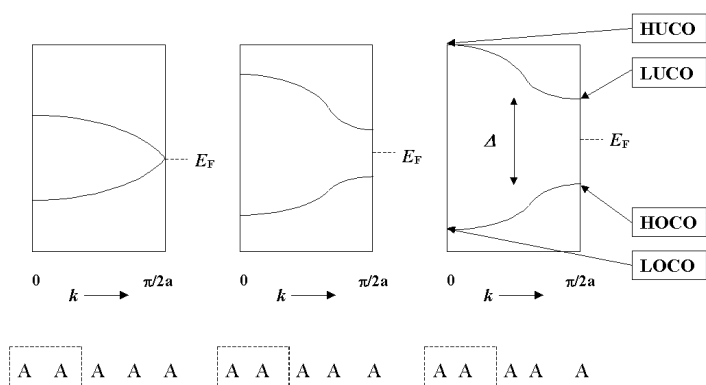 HUCO
LUCO
Δ
E_F
E_F
E_F
HOCO
LOCO
0 π/2a 0 π/2a 0 π/2a
k k k
A A A A A A A A A A A A A A A